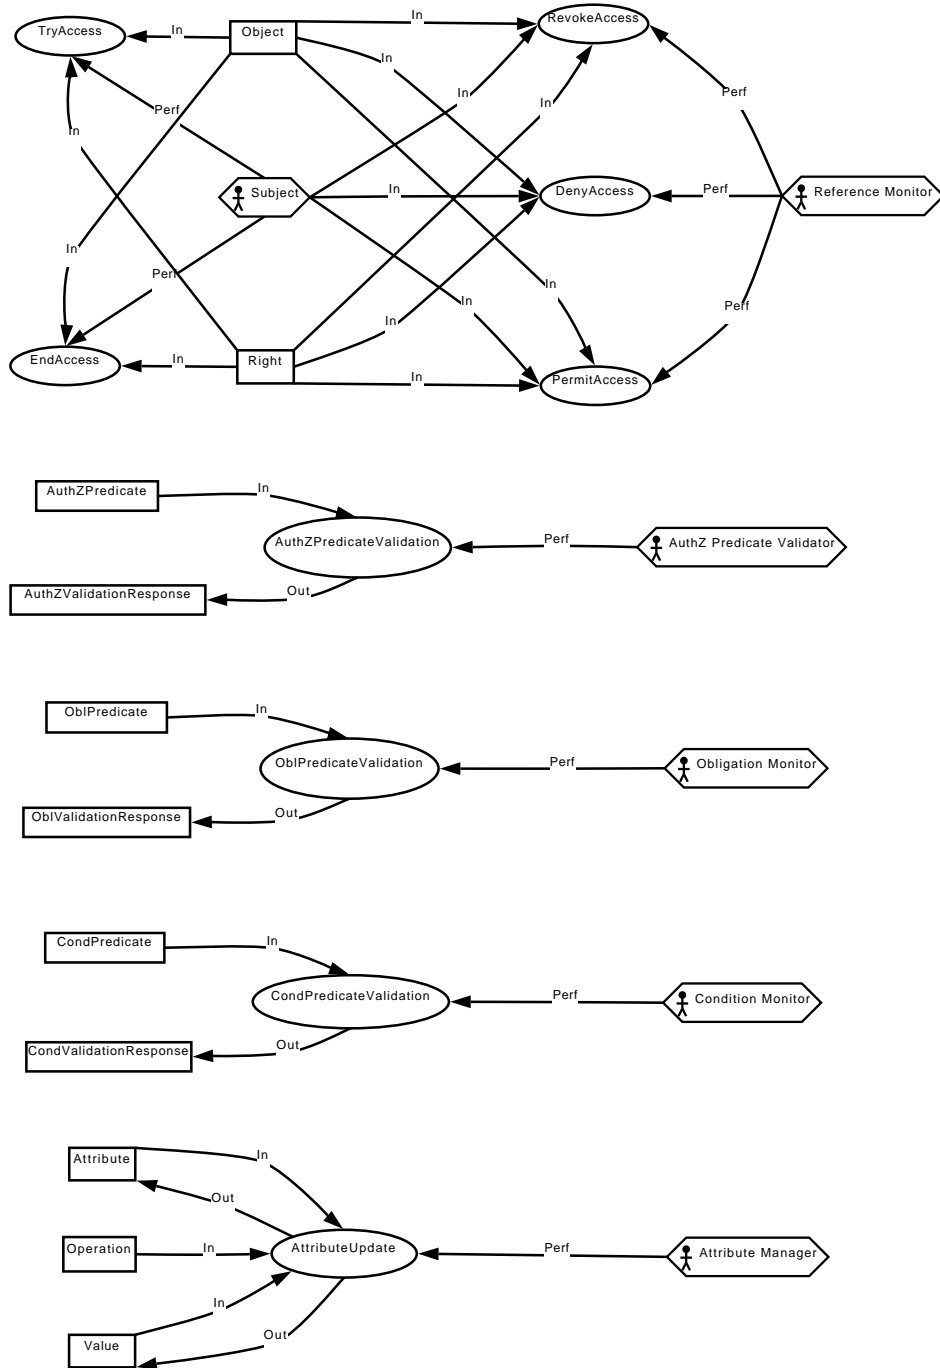 In
RevokeAccess
TryAccess
In
Object
In
In
Perf
Perf
In
In
Subject
In
DenyAccess
Perf
Reference Monitor
In
Perf
In
In
Perf
In
EndAccess
In
Right
In
PermitAccess
AuthZPredicate
In
AuthZPredicateValidation
Perf
AuthZ Predicate Validator
AuthZValidationResponse
Out
OblPredicate
In
OblPredicateValidation
Perf
Obligation Monitor
OblValidationResponse
Out
CondPredicate
In
CondPredicateValidation
Perf
Condition Monitor
CondValidationResponse
Out
Attribute
In
Out
Operation
In
AttributeUpdate
Perf
Attribute Manager
In
Value
Out